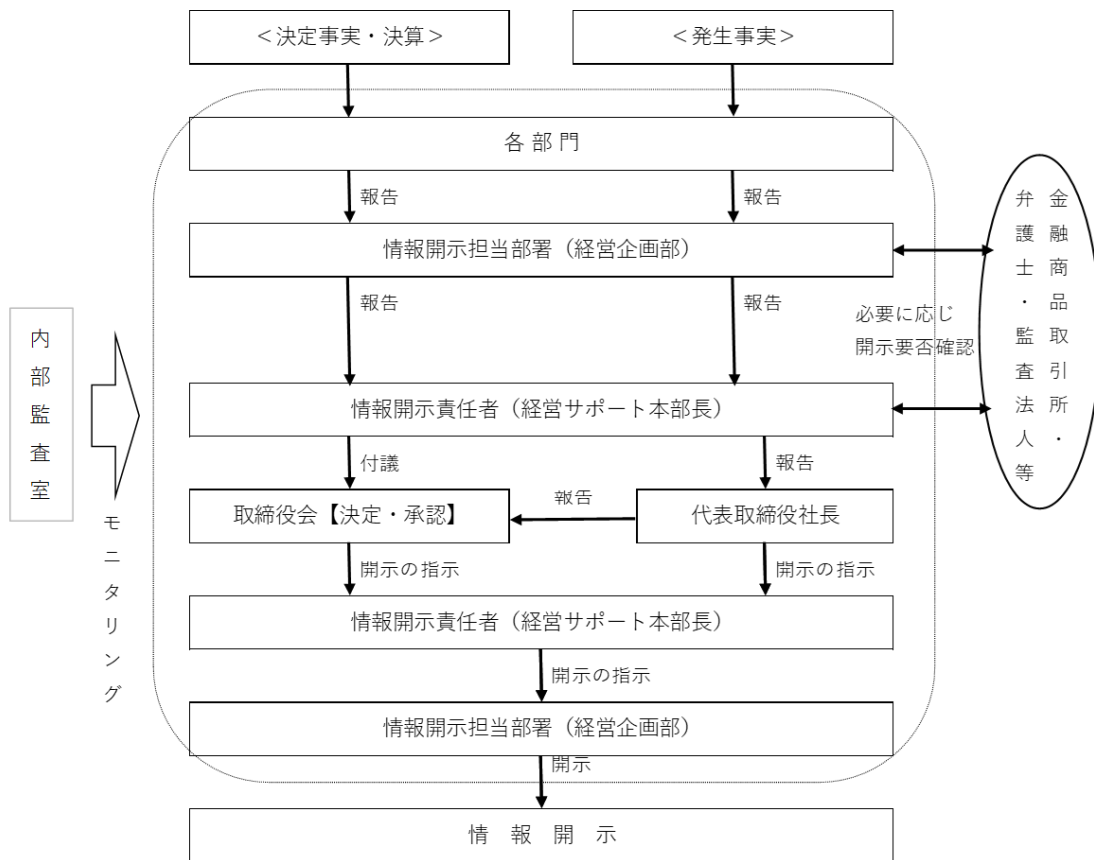 ＜決定事実・決算＞
＜発生事実＞
各 部 門
報告
報告
情報開示担当部署（経営企画部）
報告
報告
必要に応じ
開示要否確認
金融商品取引所・
弁護士・監査法人等
内部監査室
モニタリング
情報開示責任者（経営サポート本部長）
付議
報告
取締役会【決定・承認】
報告
代表取締役社長
開示の指示
開示の指示
情報開示責任者（経営サポート本部長）
開示の指示
情報開示担当部署（経営企画部）
開示
情 報 開 示